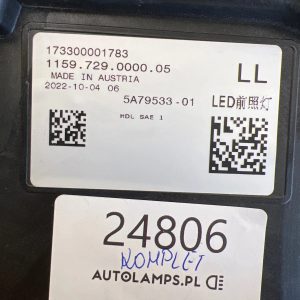 173300001783
1159.729.0000.05
MADE IN AUSTRIA
2022-10-04 06
LL
5A79533-01
LED前照灯
HDL SAE 1
24806
KOMPLET
AUTOLAMPS.PL